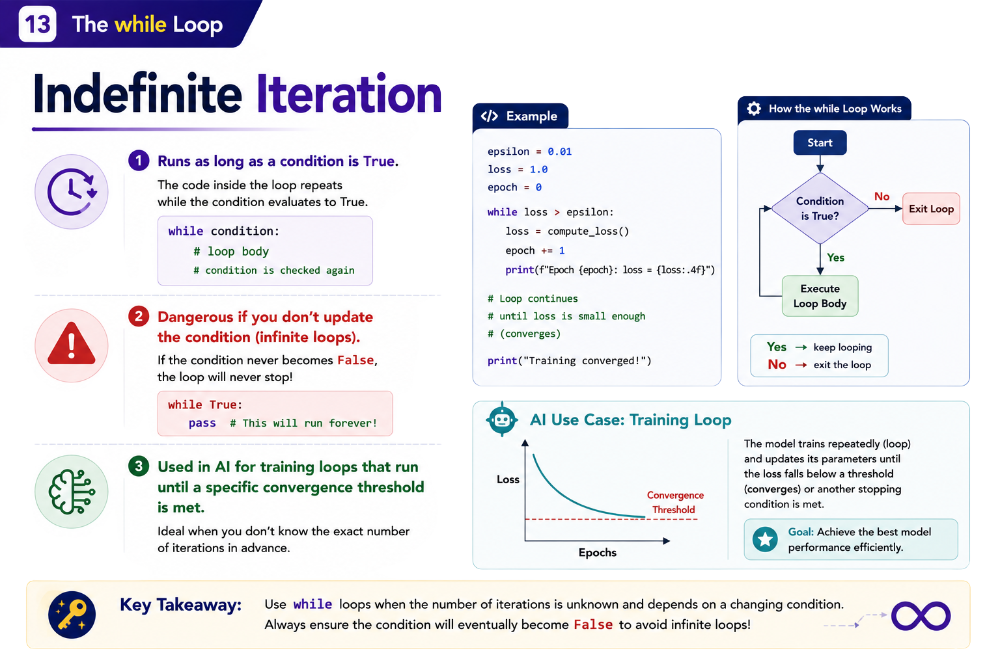 13 The while Loop
Indefinite Iteration
1 Runs as long as a condition is True.
The code inside the loop repeats
while the condition evaluates to True.
while condition:
# loop body
# condition is checked again
2 Dangerous if you don’t update
the condition (infinite loops).
If the condition never becomes False,
the loop will never stop!
while True:
pass # This will run forever!
3 Used in AI for training loops that run
until a specific convergence threshold
is met.
Ideal when you don’t know the exact number
of iterations in advance.
</> Example
epsilon = 0.01
loss = 1.0
epoch = 0
while loss > epsilon:
loss = compute_loss()
epoch += 1
print(f"Epoch {epoch}: loss = {loss:.4f}")
# Loop continues
# until loss is small enough
# (converges)
print("Training converged!")
How the while Loop Works
Start
Condition
is True?
No
Exit Loop
Yes
Execute
Loop Body
Yes → keep looping
No → exit the loop
AI Use Case: Training Loop
Loss
Convergence
Threshold
Epochs
The model trains repeatedly (loop)
and updates its parameters until
the loss falls below a threshold
(converges) or another stopping
condition is met.
Goal: Achieve the best model
performance efficiently.
Key Takeaway:
Use while loops when the number of iterations is unknown and depends on a changing condition.
Always ensure the condition will eventually become False to avoid infinite loops!